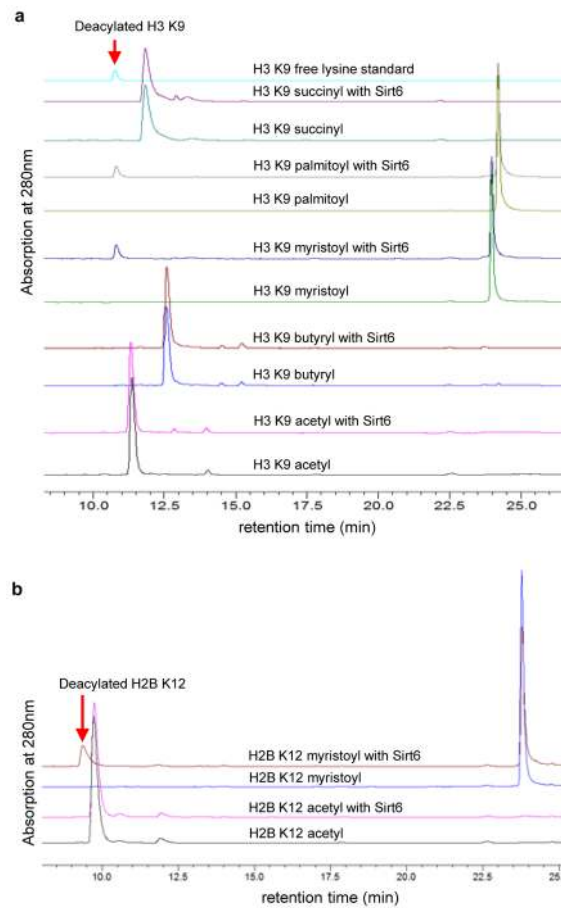 a
Deacylated H3 K9
H3 K9 free lysine standard
H3 K9 succinyl with Sirt6
H3 K9 succinyl
H3 K9 palmitoyl with Sirt6
H3 K9 palmitoyl
H3 K9 myristoyl with Sirt6
H3 K9 myristoyl
H3 K9 butyryl with Sirt6
H3 K9 butyryl
H3 K9 acetyl with Sirt6
H3 K9 acetyl
Absorption at 280nm
10.0 12.5 15.0 17.5 20.0 22.5 25.0
retention time (min)
b
Deacylated H2B K12
H2B K12 myristoyl with Sirt6
H2B K12 myristoyl
H2B K12 acetyl with Sirt6
H2B K12 acetyl
Absorption at 280nm
10.0 12.5 15.0 17.5 20.0 22.5 25.0
retention time (min)